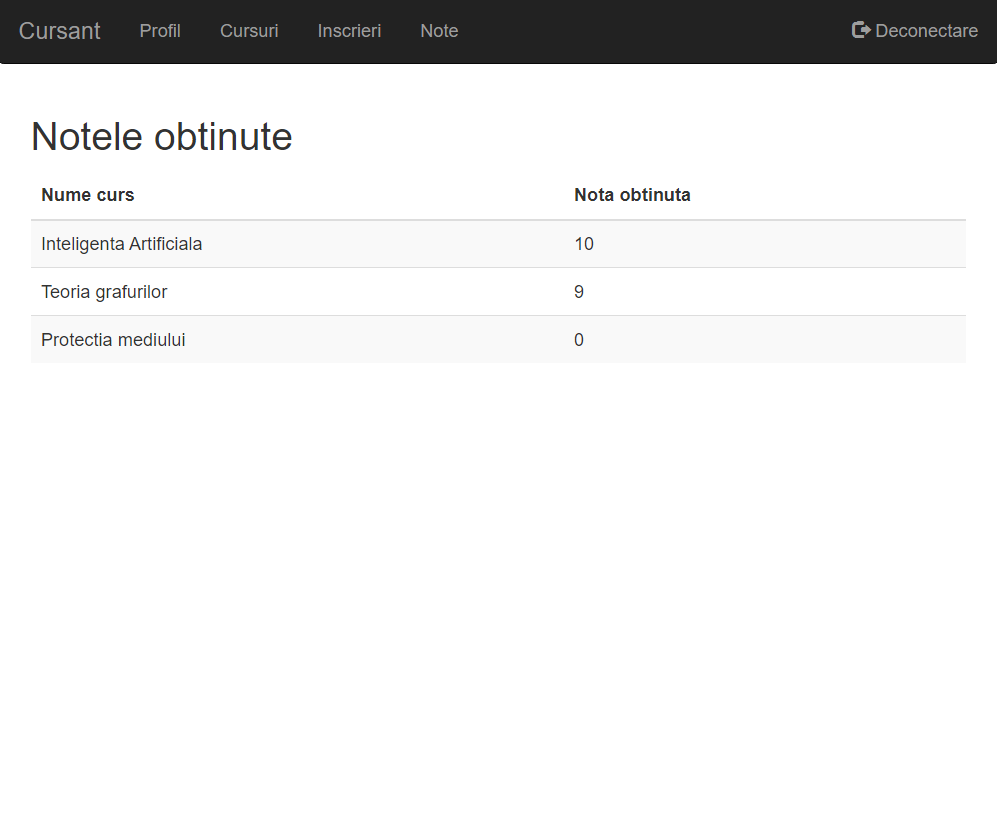 Cursant Profil Cursuri Inscrieri Note Deconectare
Notele obtinute
Nume curs Nota obtinuta
Inteligenta Artificiala 10
Teoria grafurilor 9
Protectia mediului 0